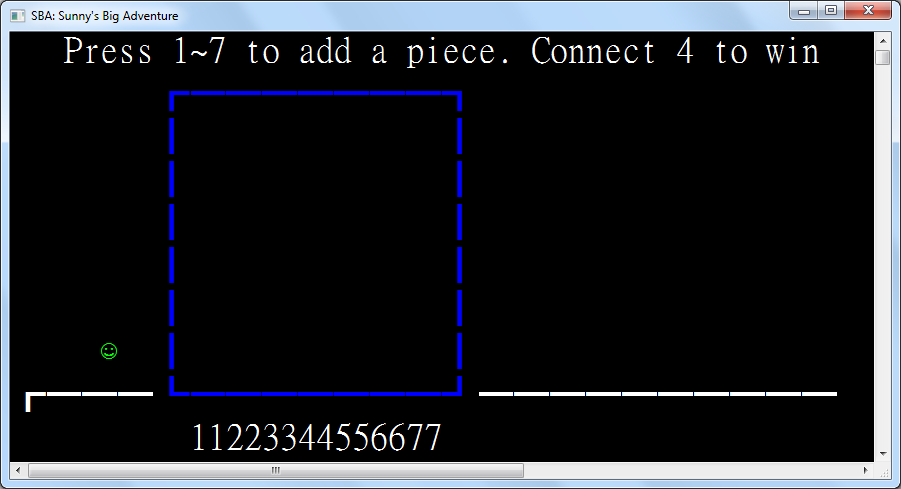 SBA: Sunny's Big Adventure
Press 1~7 to add a piece. Connect 4 to win
11223344556677